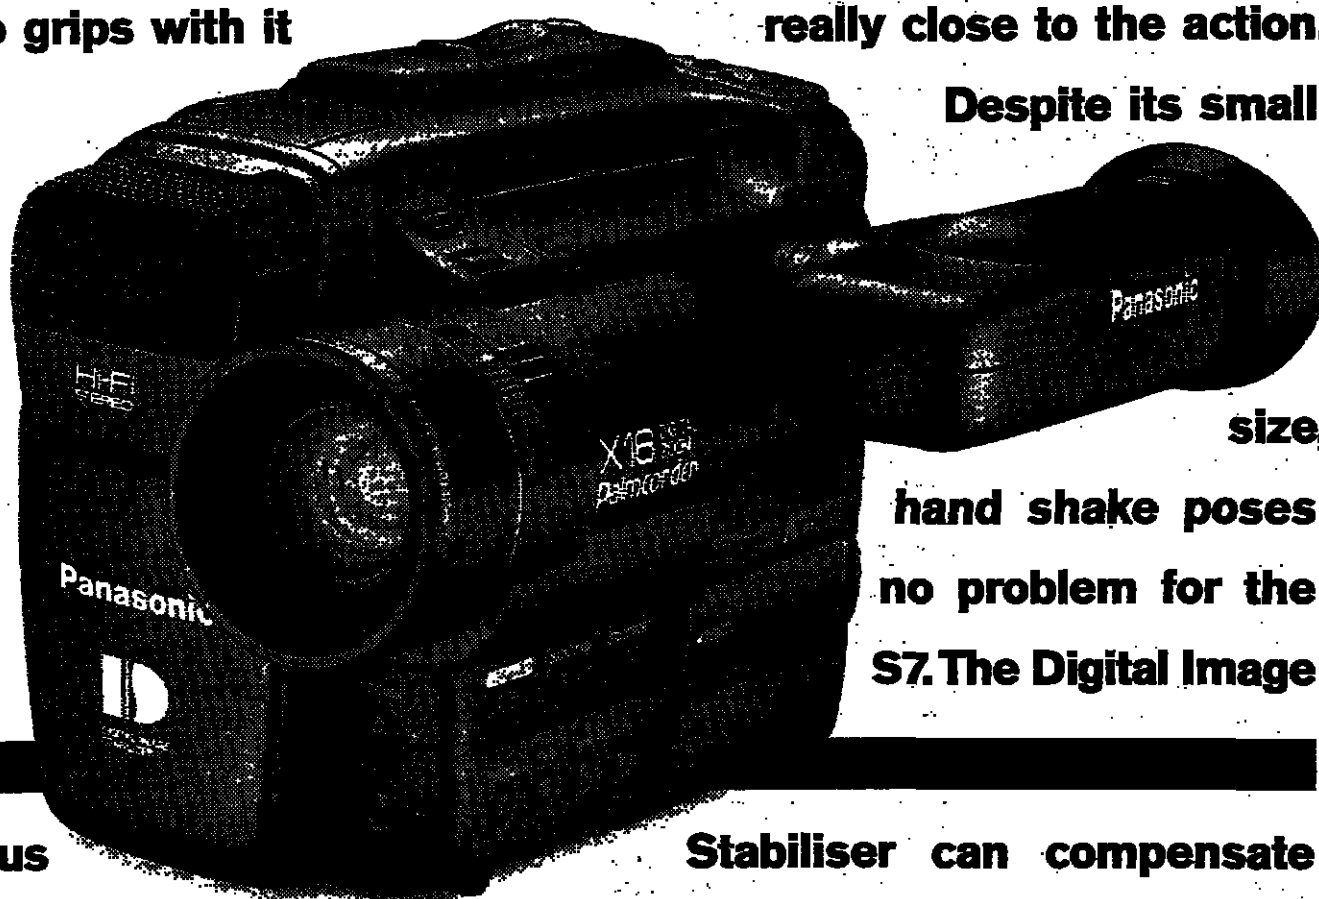 grips with it
really close to the action.
Despite its small
Panasonic
Hi-Fi
STEREO
size,
X18
palmcorder
hand shake poses
Panasonic
no problem for the
S7. The Digital Image
us
Stabiliser can compensate